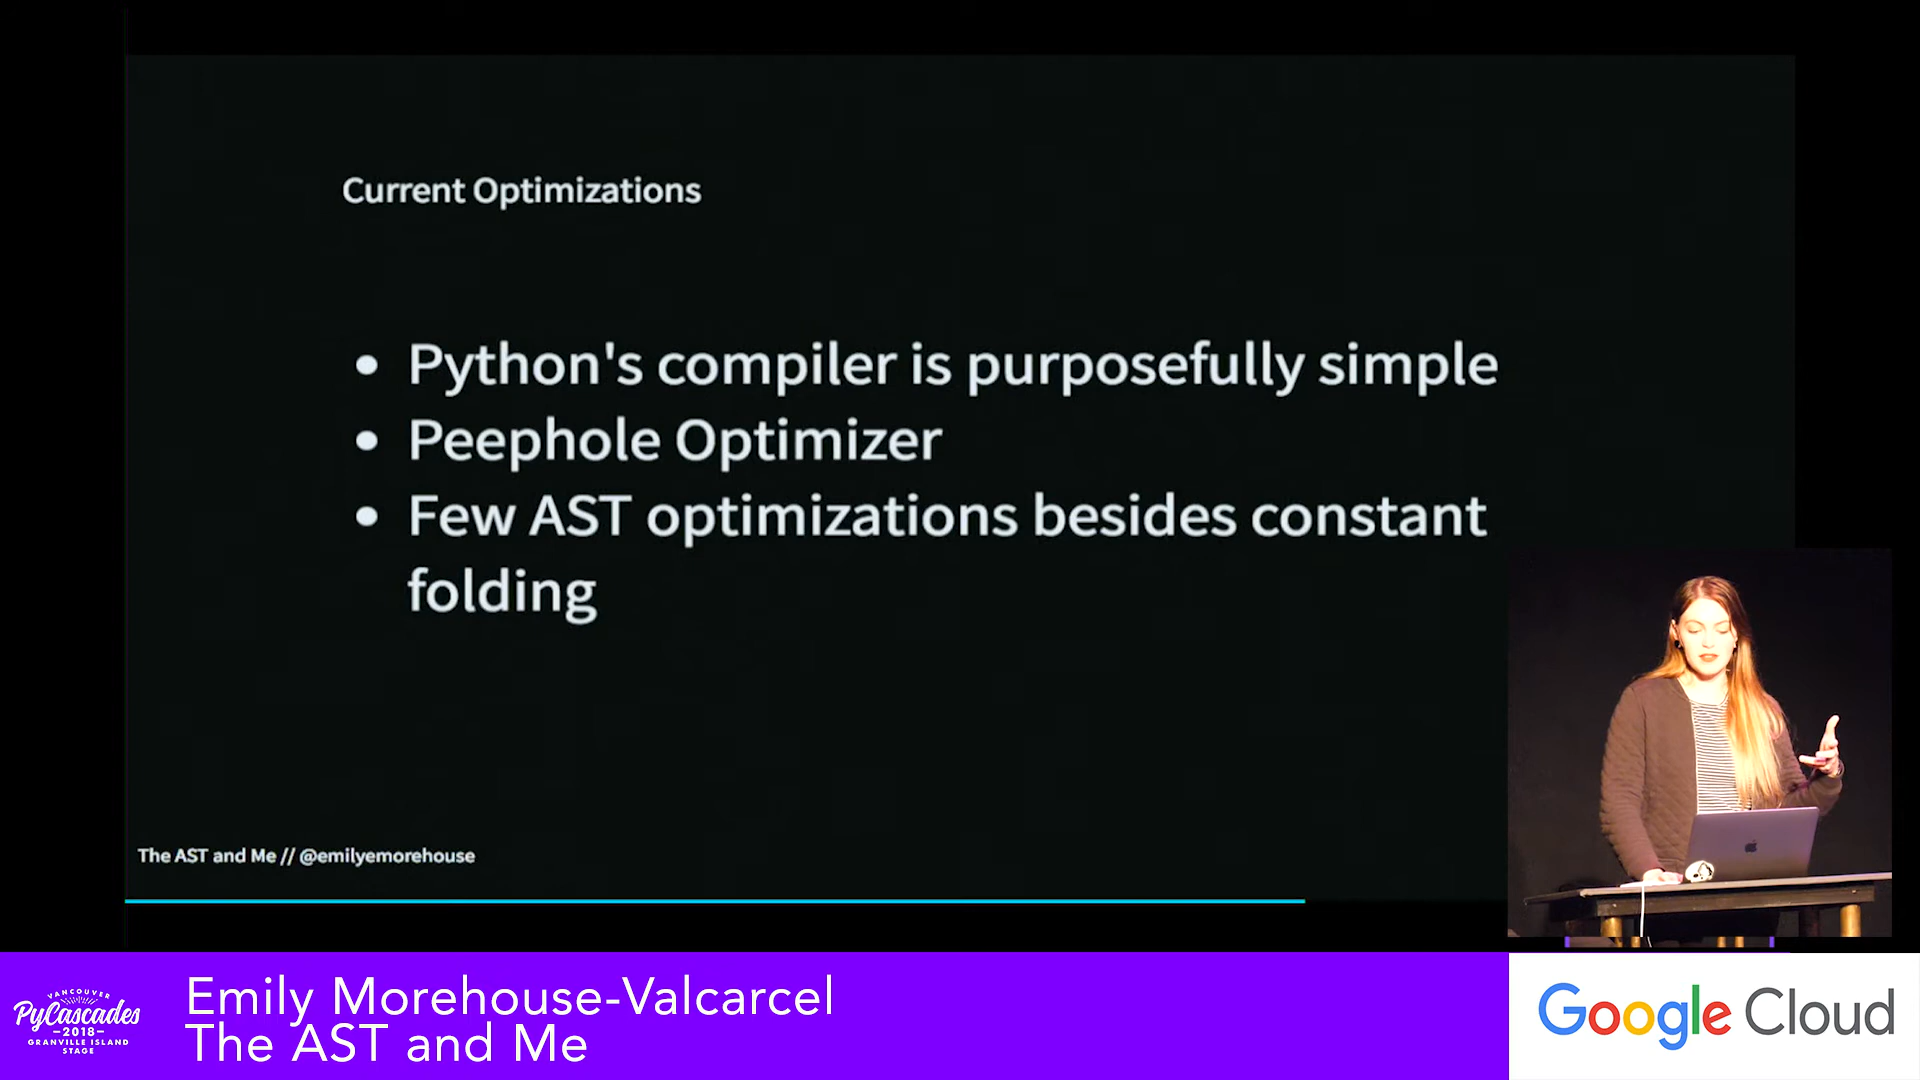 Current Optimizations
• Python's compiler is purposefully simple
• Peephole Optimizer
• Few AST optimizations besides constant
folding
The AST and Me // @emilyemorehouse
VANCOUVER
PyCascades
-2018-
GRANVILLE ISLAND
STAGE
Emily Morehouse-Valcarcel
The AST and Me
Google Cloud